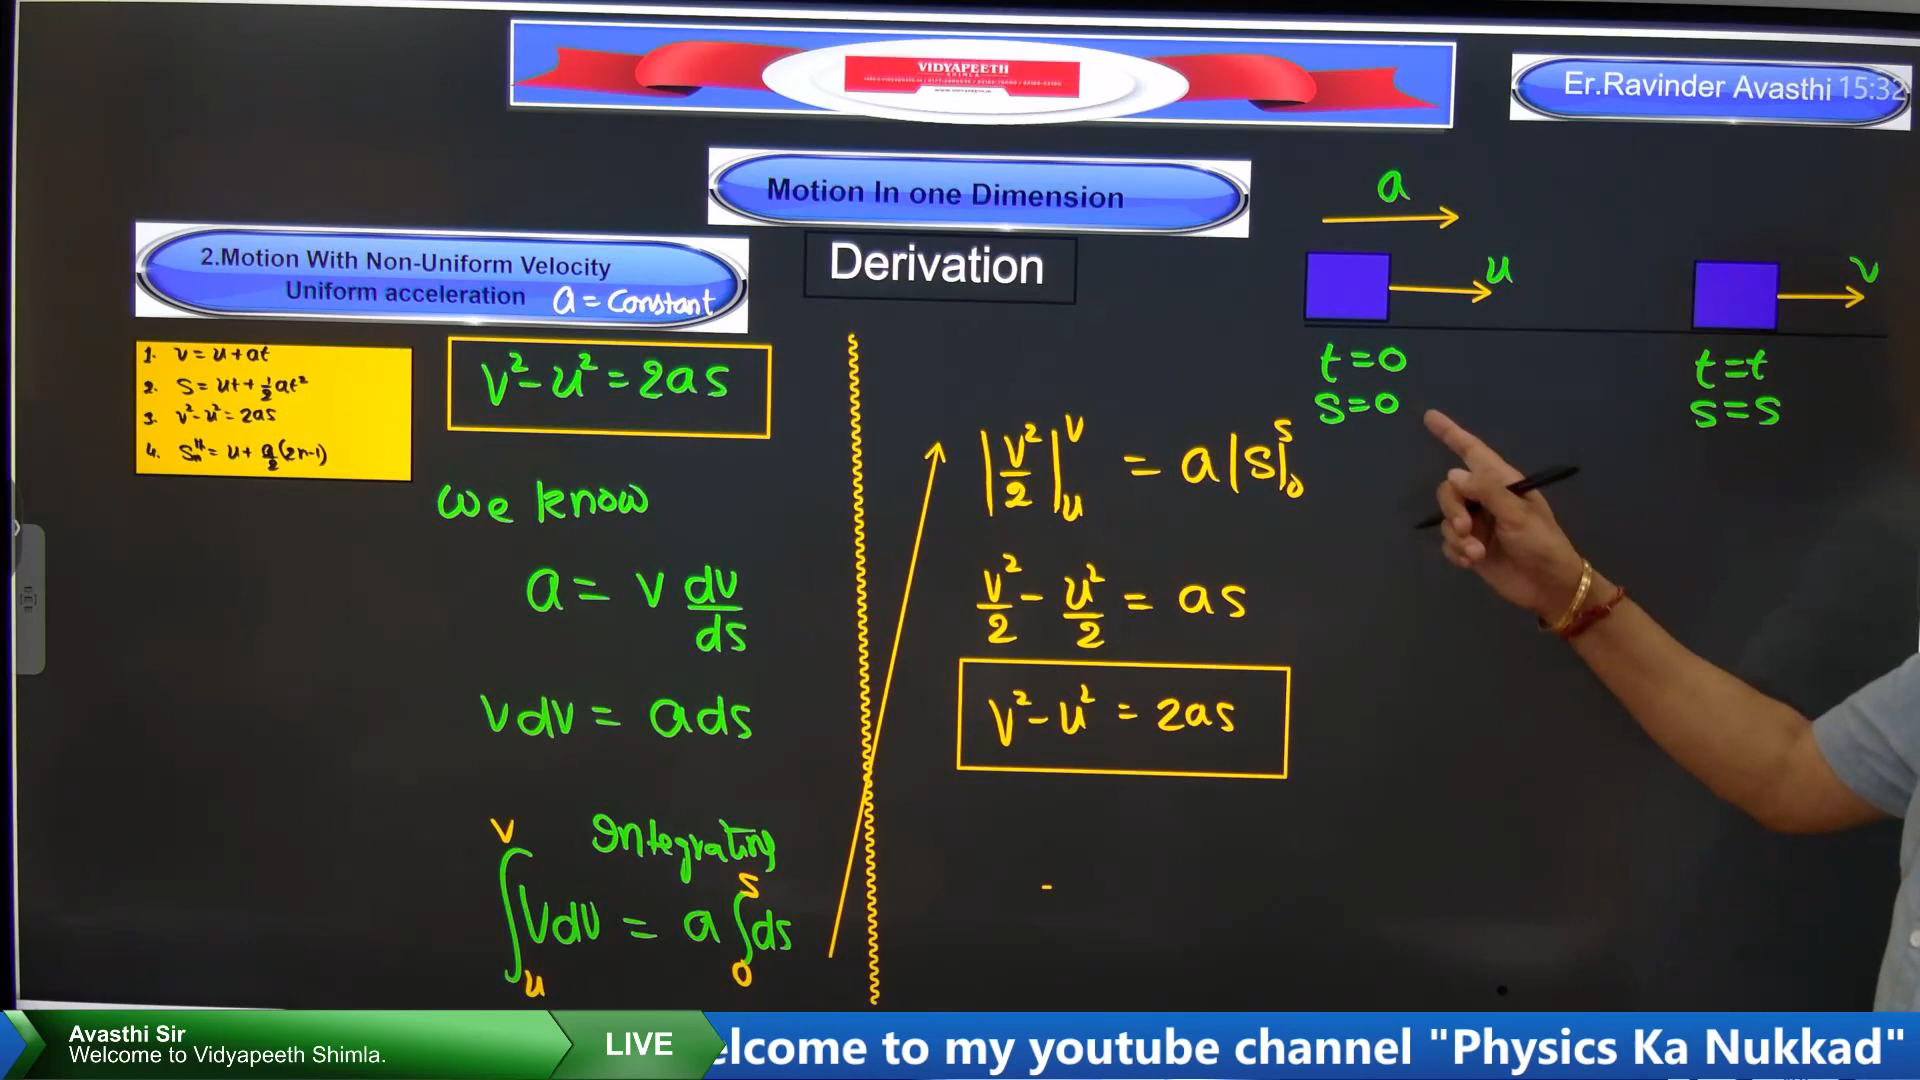 VIDYAPEETH
SHIMLA
Er.Ravinder Avasthi 15:32
Motion In one Dimension
2.Motion With Non-Uniform Velocity
Uniform acceleration a = Constant
Derivation
a
u
v
t=0
s=0
t=t
s=s
1. v = u + at
2. S = ut + 1/2 at²
3. v² - u² = 2as
4. Sₙᵗʰ = u + a/2 (2n-1)
v² - u² = 2as
we know
a = v dv/ds
vdv = ads
Integrating
∫ᵤᵛ vdv = a ∫₀ˢ ds
|v²/2|ᵤᵛ = a|s|₀ˢ
v²/2 - u²/2 = as
v² - u² = 2as
Avasthi Sir
Welcome to Vidyapeeth Shimla.
LIVE
elcome to my youtube channel "Physics Ka Nukkad"